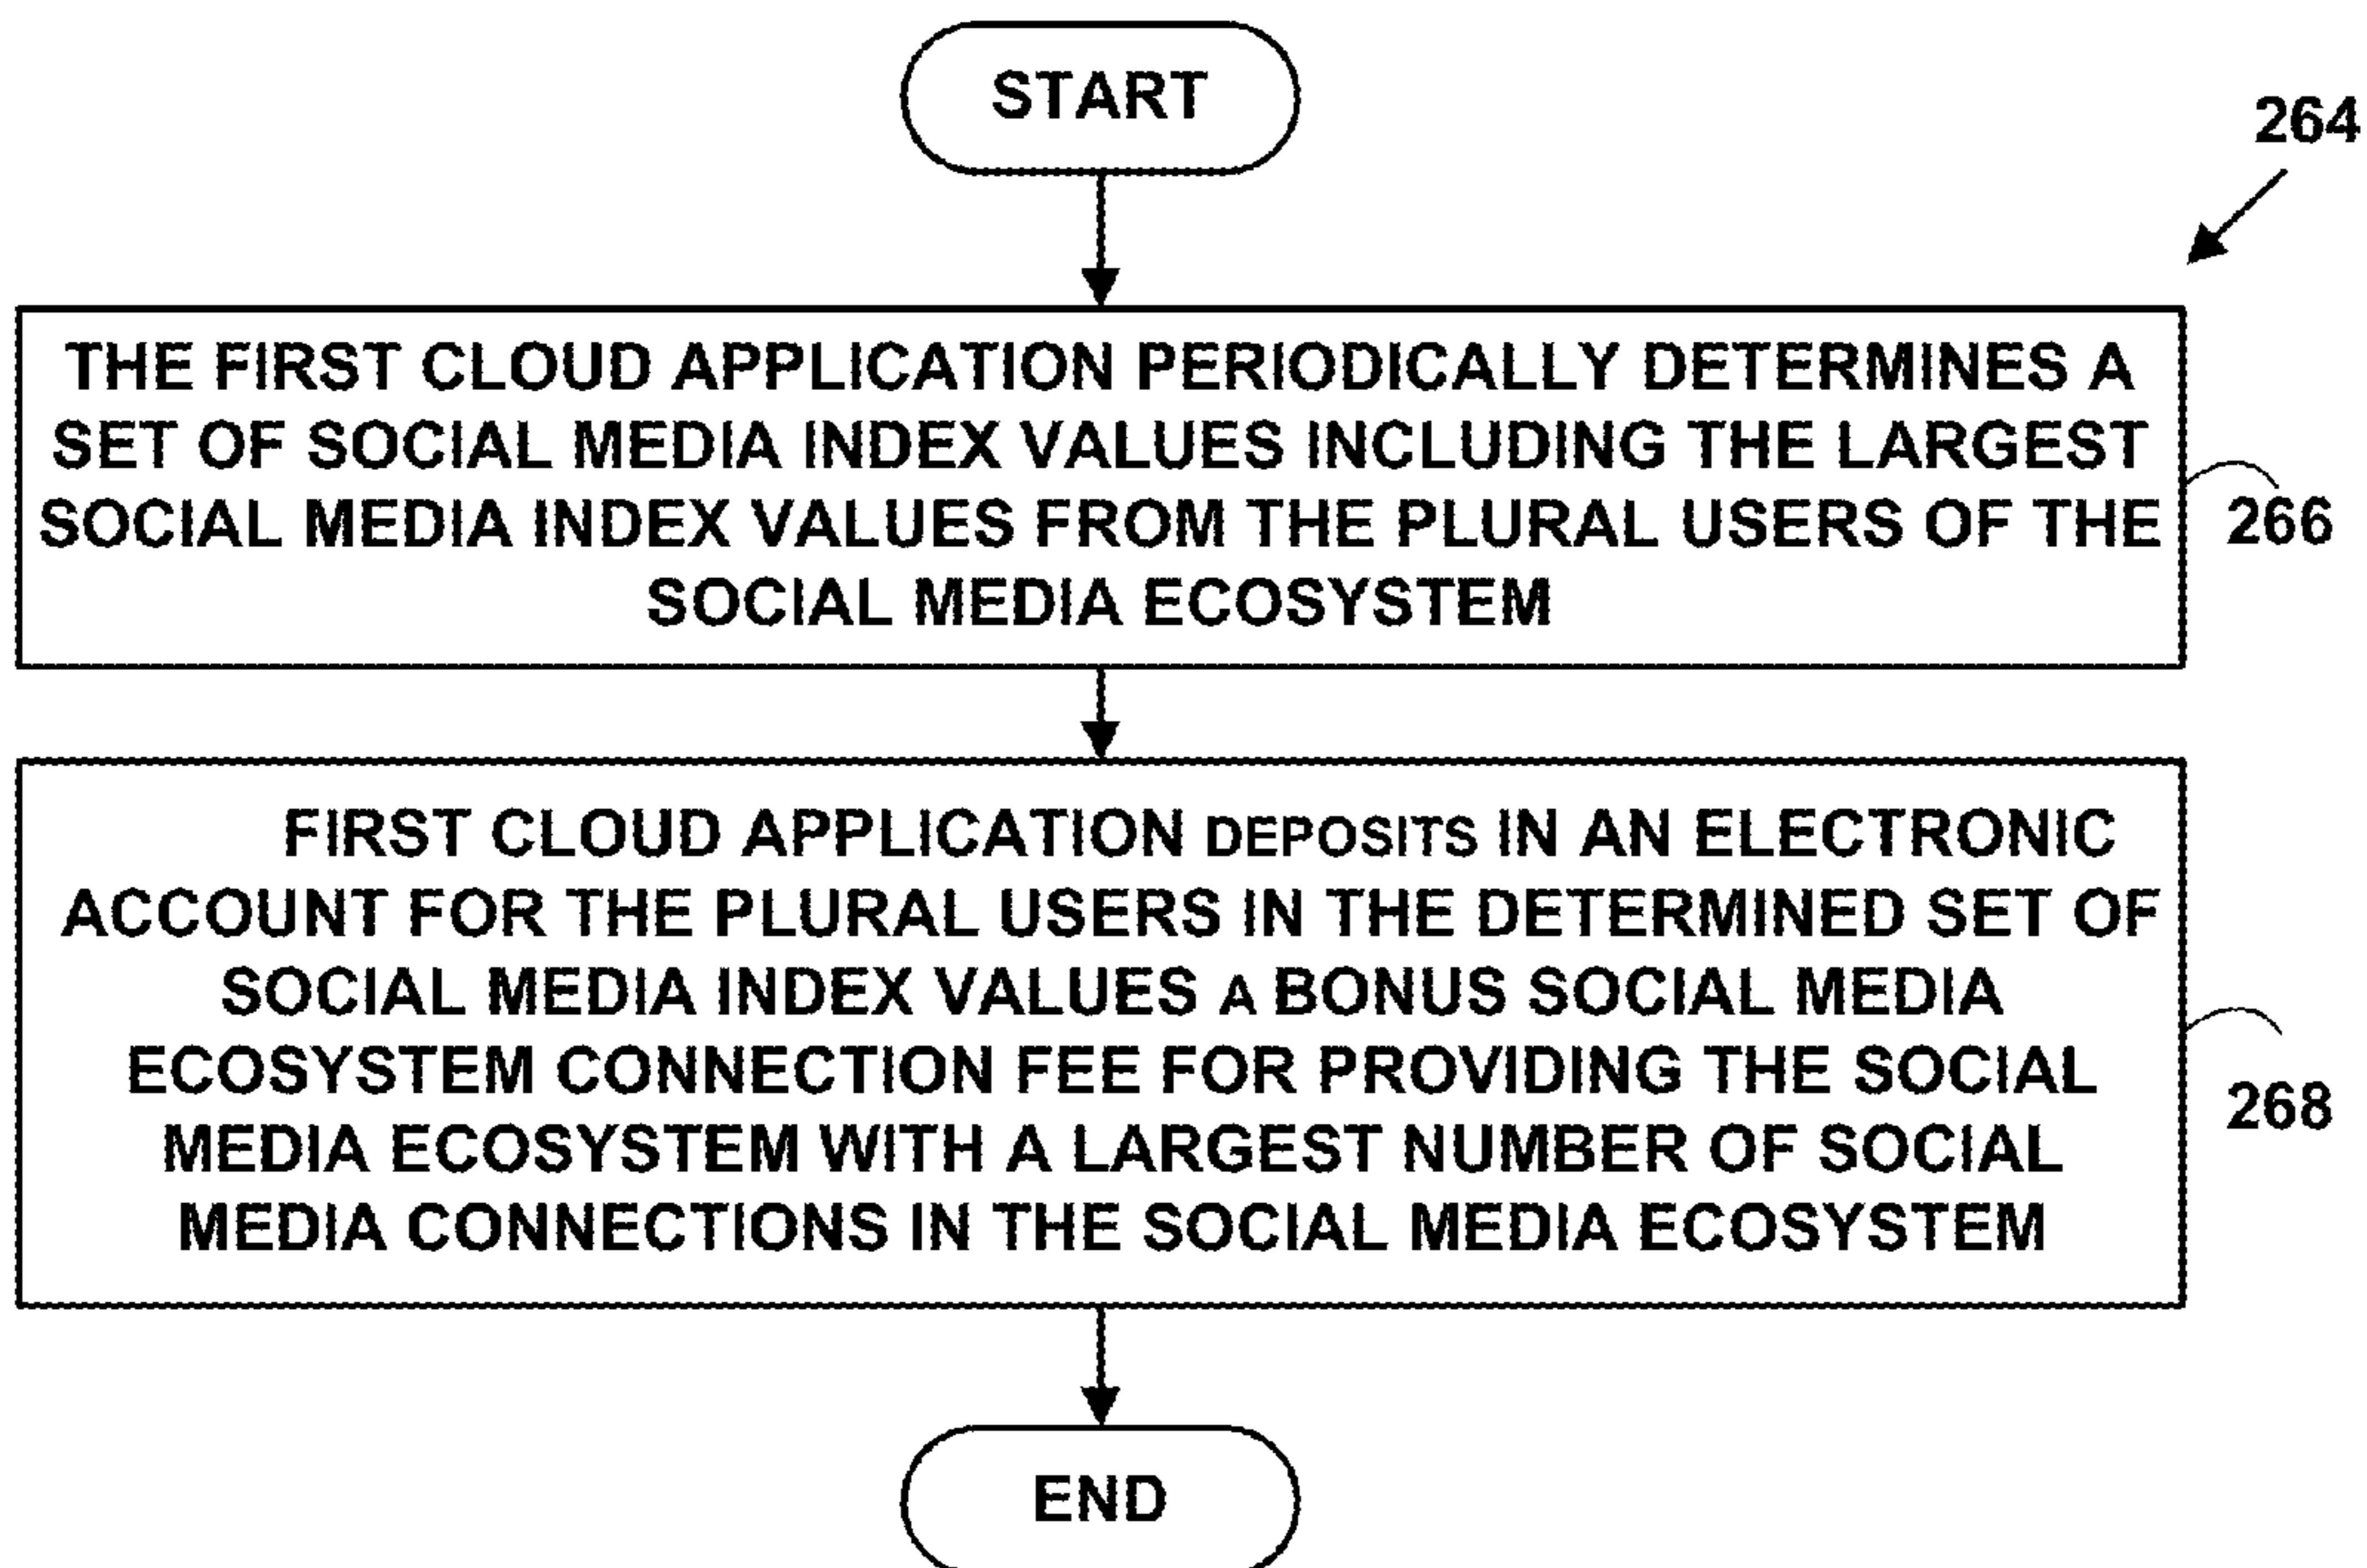 START
264
THE FIRST CLOUD APPLICATION PERIODICALLY DETERMINES A
SET OF SOCIAL MEDIA INDEX VALUES INCLUDING THE LARGEST
SOCIAL MEDIA INDEX VALUES FROM THE PLURAL USERS OF THE
SOCIAL MEDIA ECOSYSTEM
266
FIRST CLOUD APPLICATION DEPOSITS IN AN ELECTRONIC
ACCOUNT FOR THE PLURAL USERS IN THE DETERMINED SET OF
SOCIAL MEDIA INDEX VALUES A BONUS SOCIAL MEDIA
ECOSYSTEM CONNECTION FEE FOR PROVIDING THE SOCIAL
MEDIA ECOSYSTEM WITH A LARGEST NUMBER OF SOCIAL
MEDIA CONNECTIONS IN THE SOCIAL MEDIA ECOSYSTEM
268
END